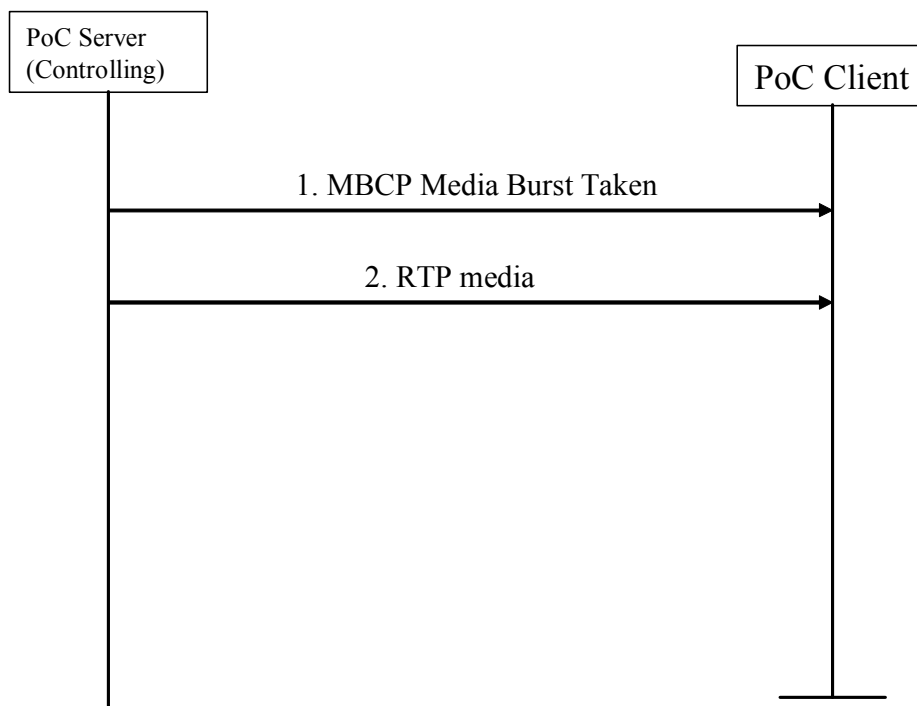 PoC Server
(Controlling)
PoC Client
1. MBCP Media Burst Taken
2. RTP media